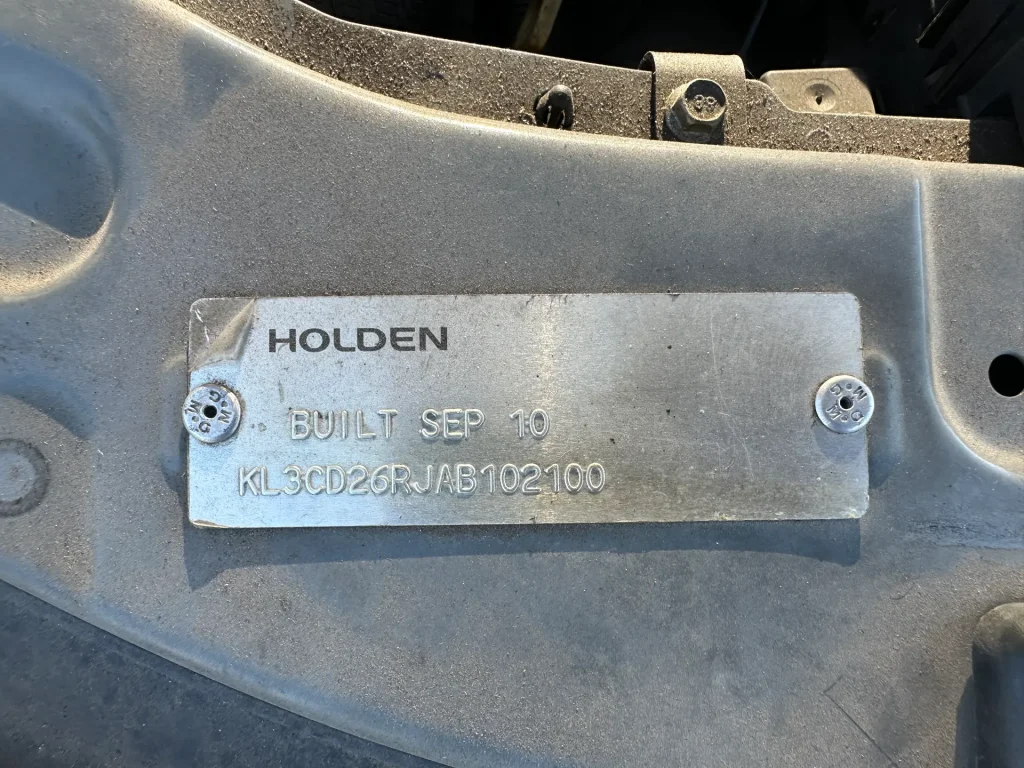 HOLDEN
BUILT SEP 10
KL3CD26RJAB102100
G·M·G·M
G·M·G·M